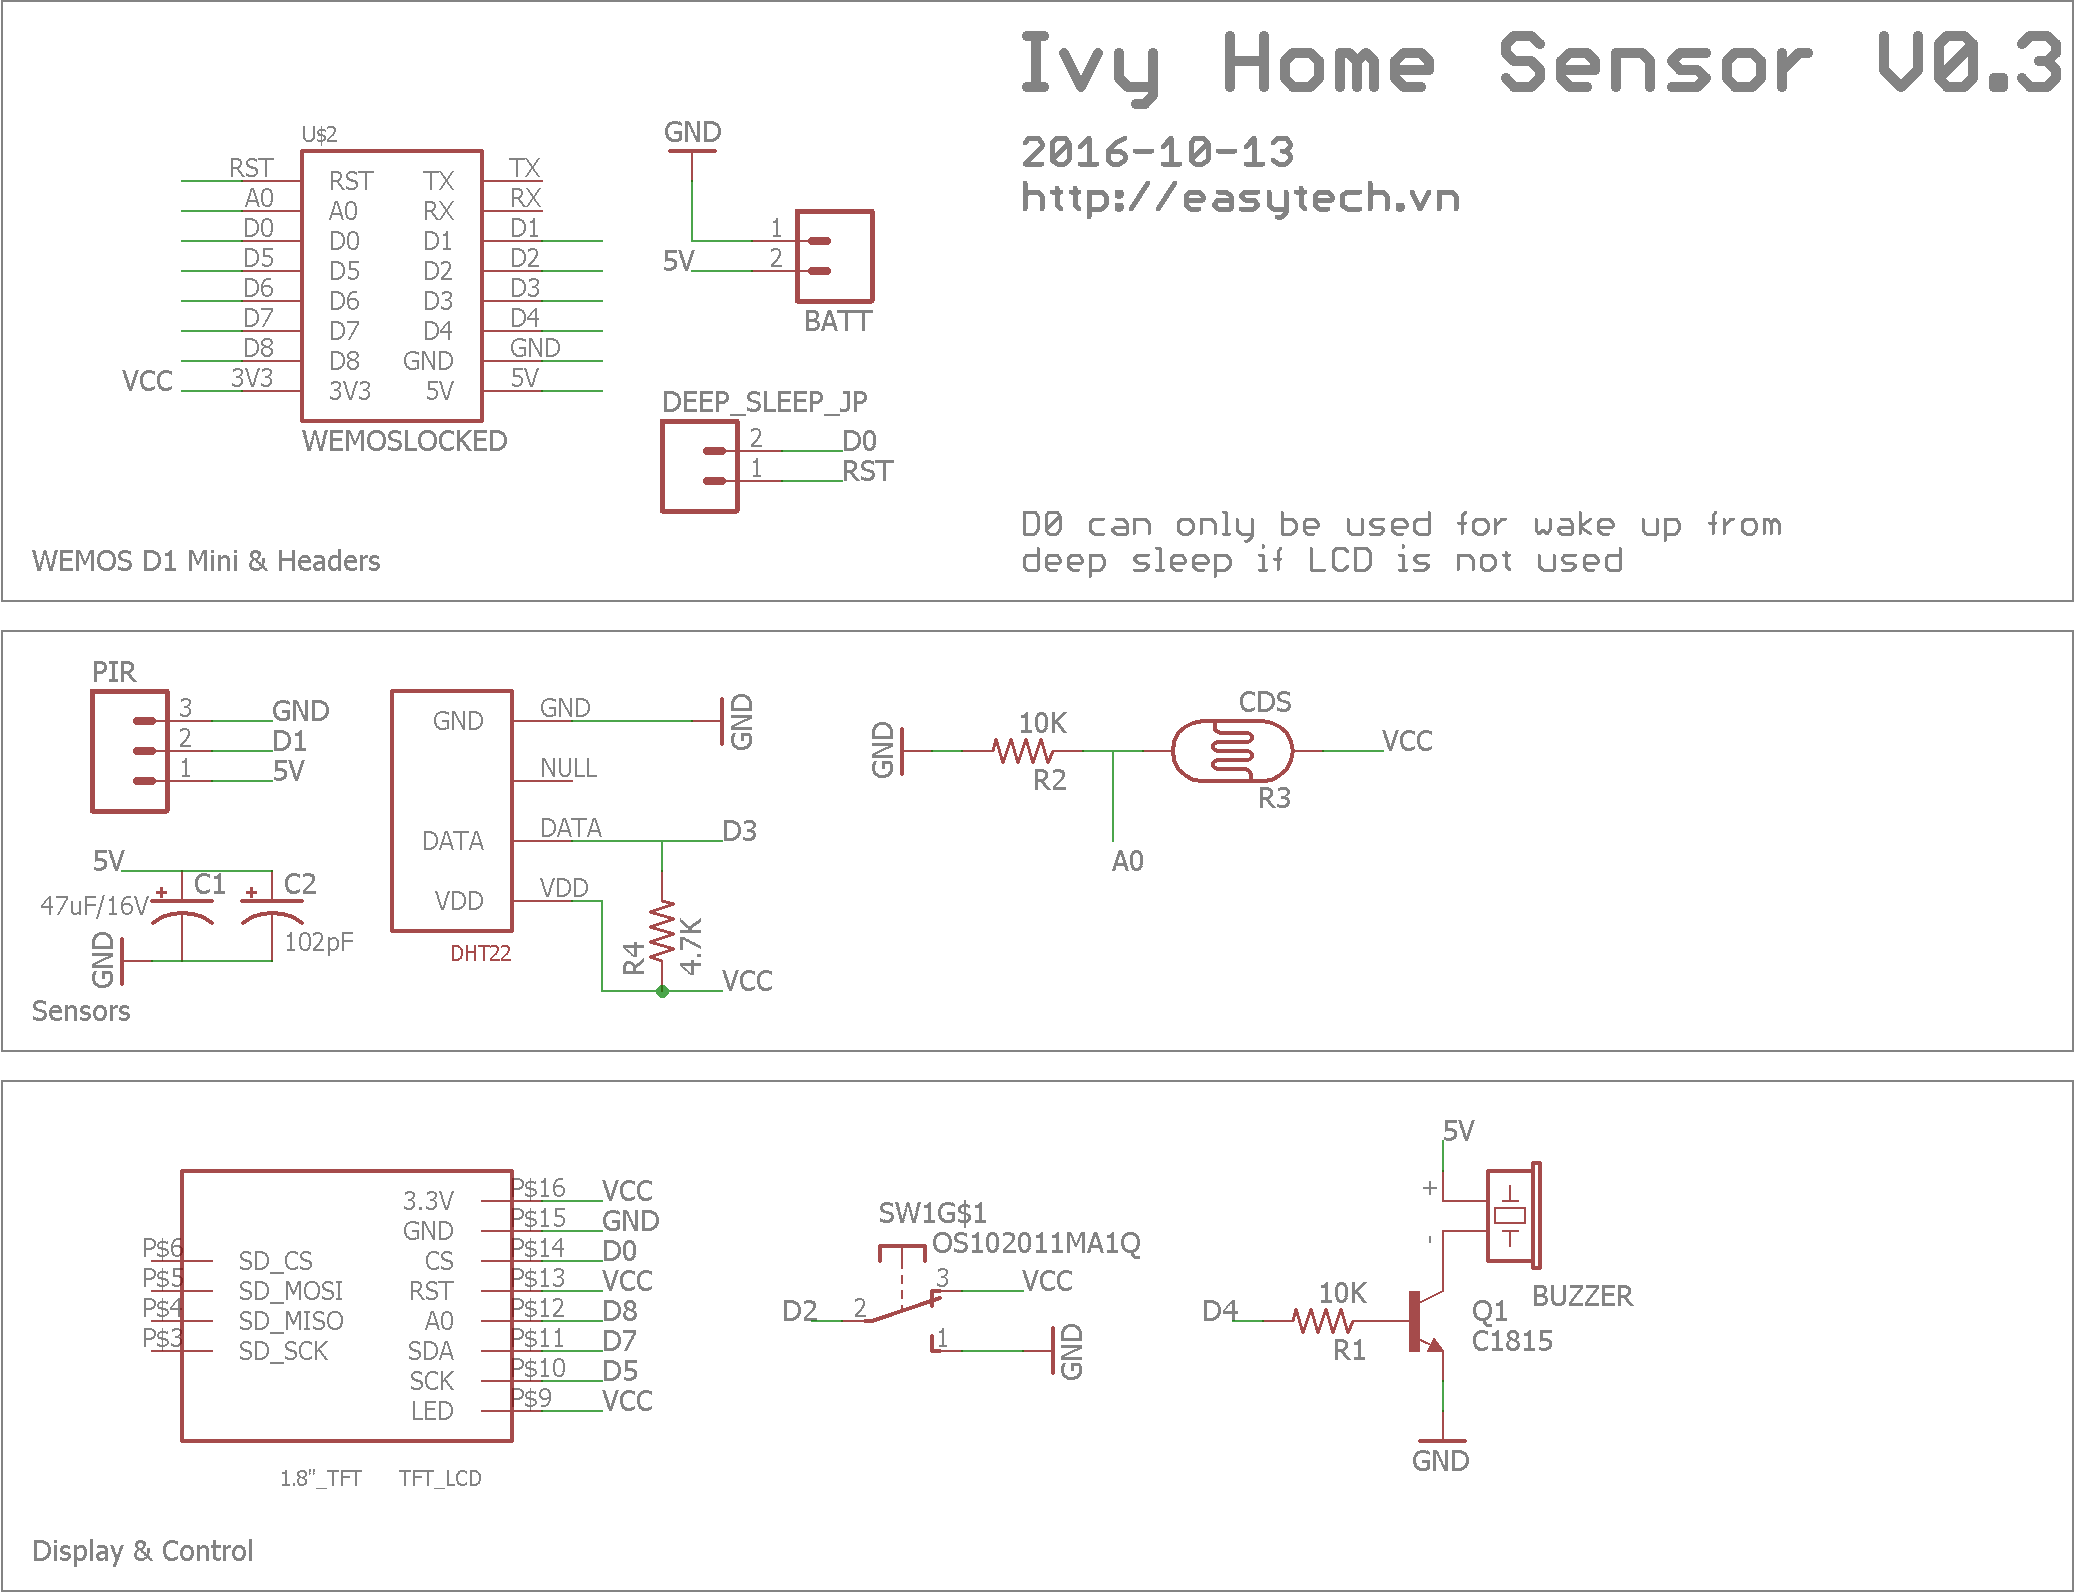 Ivy Home Sensor V0.3
2016-10-13
http://easytech.vn
U$2
RST RST TX TX
A0 A0 RX RX
D0 D0 D1 D1
D5 D5 D2 D2
D6 D6 D3 D3
D7 D7 D4 D4
D8 D8 GND GND
VCC 3V3 3V3 5V 5V
WEMOSLOCKED
GND
1
5V 2
BATT
DEEP_SLEEP_JP
2 D0
1 RST
D0 can only be used for wake up from
deep sleep if LCD is not used
WEMOS D1 Mini & Headers
PIR
3 GND
2 D1
1 5V
5V
+ C1 + C2
47uF/16V
102pF
GND
GND GND GND
NULL
DATA DATA D3
VDD VDD
DHT22
R4 4.7K
VCC
GND
10K
R2
A0
CDS
VCC
R3
Sensors
3.3V P$16 VCC
GND P$15 GND
P$6 SD_CS CS P$14 D0
P$5 SD_MOSI RST P$13 VCC
P$4 SD_MISO A0 P$12 D8
P$3 SD_SCK SDA P$11 D7
SCK P$10 D5
LED P$9 VCC
1.8"_TFT TFT_LCD
SW1G$1
OS102011MA1Q
3 VCC
D2 2
1 GND
5V
+
-
BUZZER
D4 10K
R1
Q1
C1815
GND
Display & Control